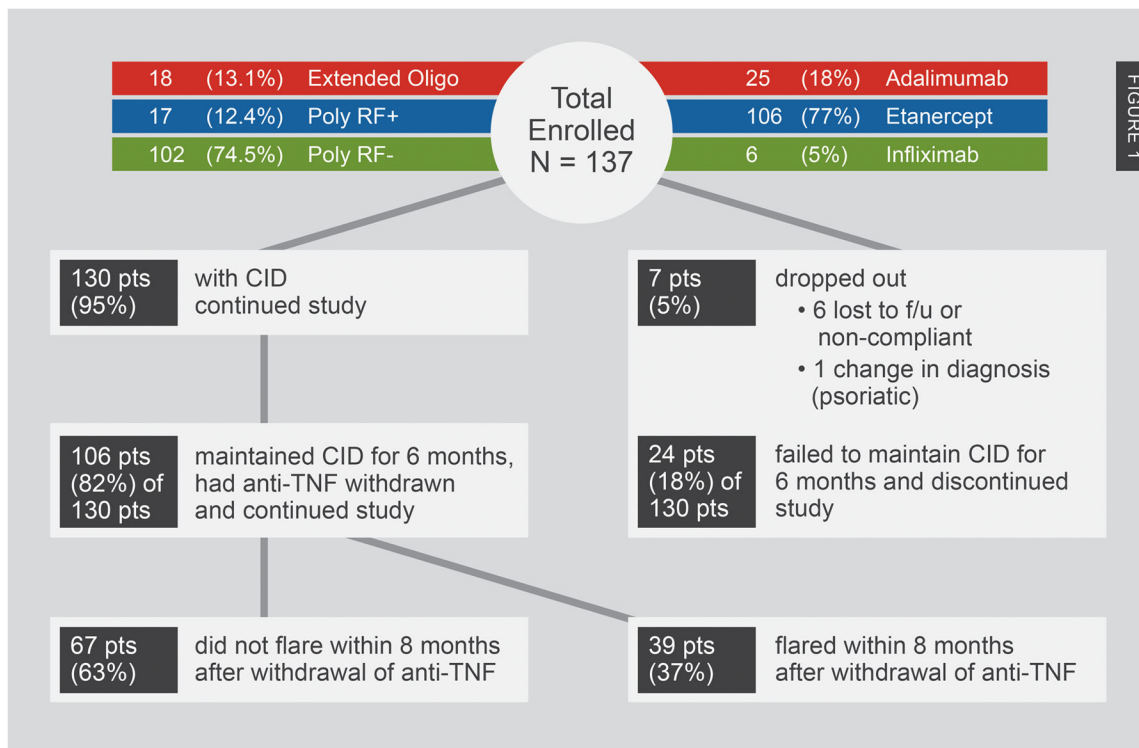 18 (13.1%) Extended Oligo
17 (12.4%) Poly RF+
102 (74.5%) Poly RF-
Total
Enrolled
N = 137
25 (18%) Adalimumab
106 (77%) Etanercept
6 (5%) Infliximab
FIGURE 1
130 pts
(95%)
with CID
continued study
7 pts
(5%)
dropped out
• 6 lost to f/u or
non-compliant
• 1 change in diagnosis
(psoriatic)
106 pts
(82%) of
130 pts
maintained CID for 6 months,
had anti-TNF withdrawn
and continued study
24 pts
(18%) of
130 pts
failed to maintain CID for
6 months and discontinued
study
67 pts
(63%)
did not flare within 8 months
after withdrawal of anti-TNF
39 pts
(37%)
flared within 8 months
after withdrawal of anti-TNF